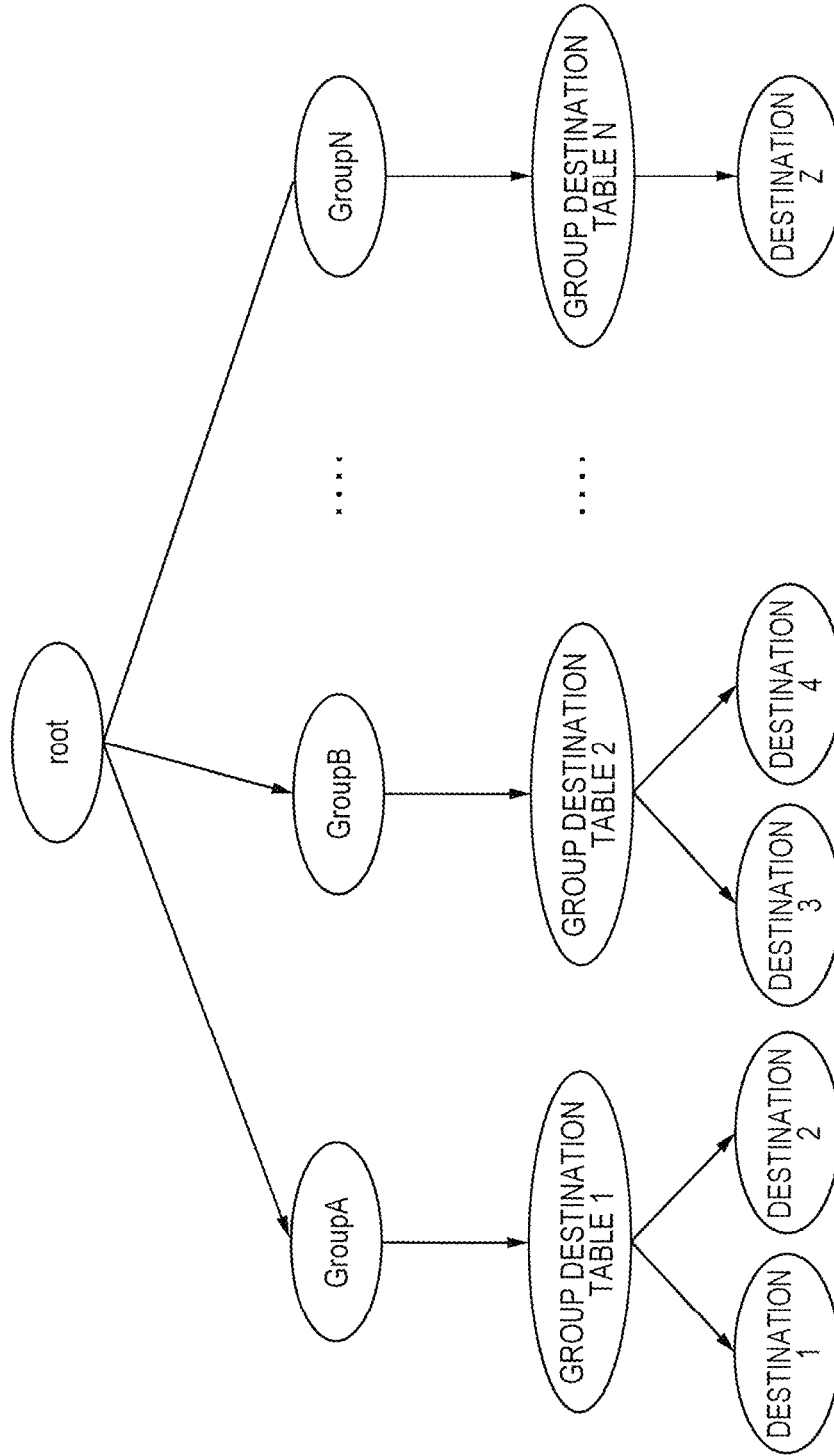 root
GroupA
GroupB
....
GroupN
GROUP DESTINATION
TABLE 1
GROUP DESTINATION
TABLE 2
....
GROUP DESTINATION
TABLE N
DESTINATION
1
DESTINATION
2
DESTINATION
3
DESTINATION
4
DESTINATION
Z